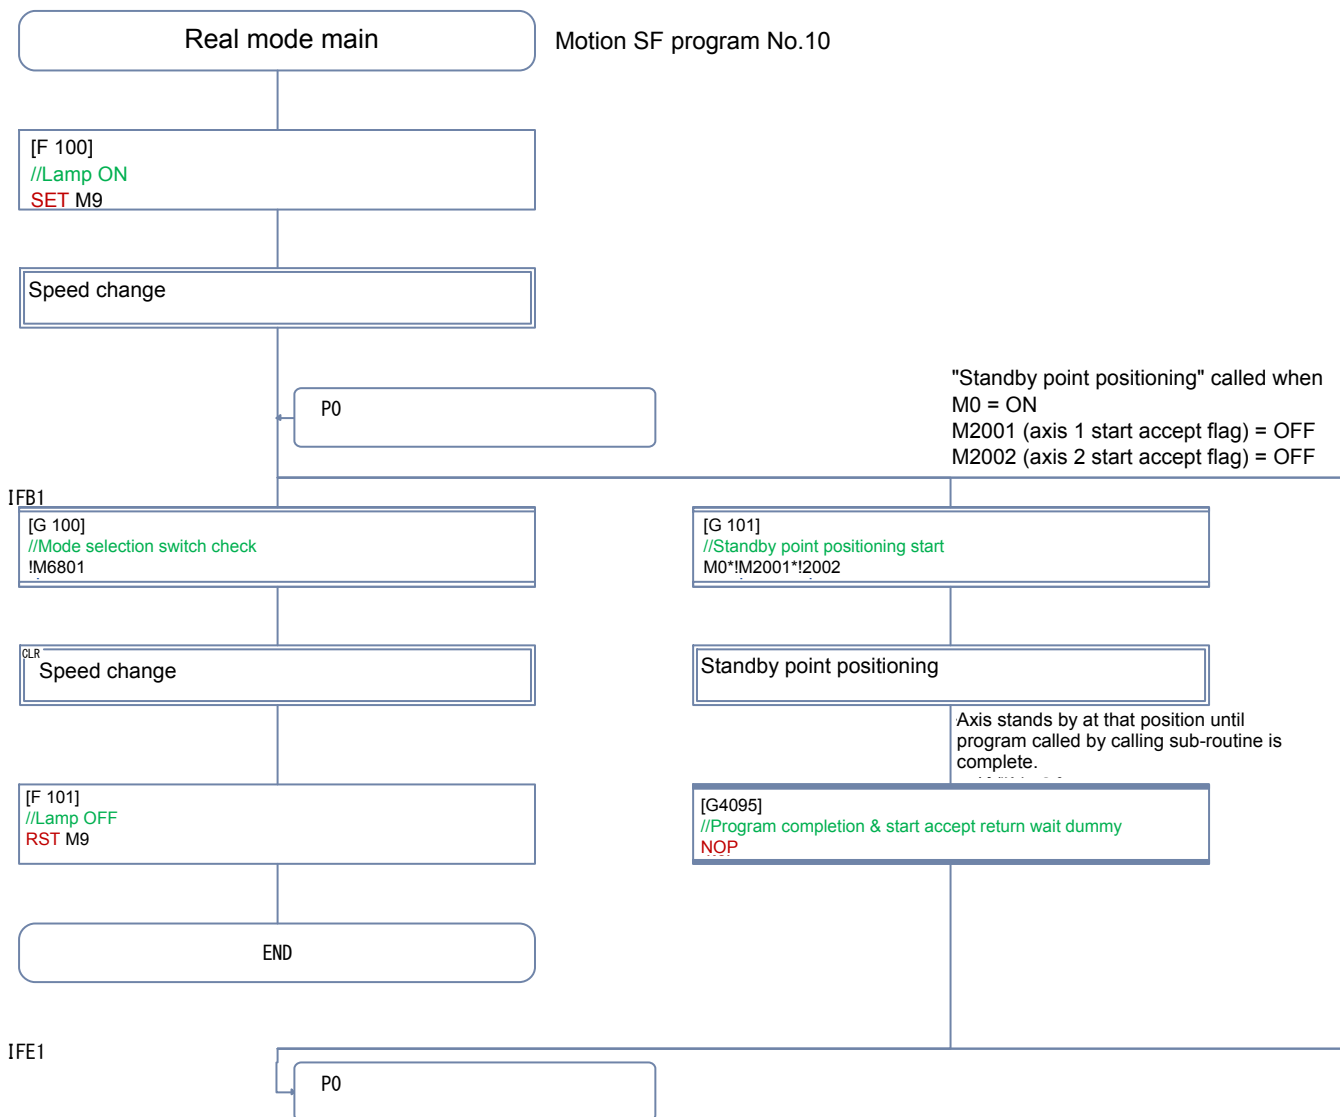 Real mode main
Motion SF program No.10
[F 100]
//Lamp ON
SET M9
Speed change
P0
"Standby point positioning" called when
M0 = ON
M2001 (axis 1 start accept flag) = OFF
M2002 (axis 2 start accept flag) = OFF
IFB1
[G 100]
//Mode selection switch check
!M6801
[G 101]
//Standby point positioning start
M0*!M2001*!2002
CLR
Speed change
Standby point positioning
Axis stands by at that position until
program called by calling sub-routine is
complete.
[F 101]
//Lamp OFF
RST M9
[G4095]
//Program completion & start accept return wait dummy
NOP
END
IFE1
P0